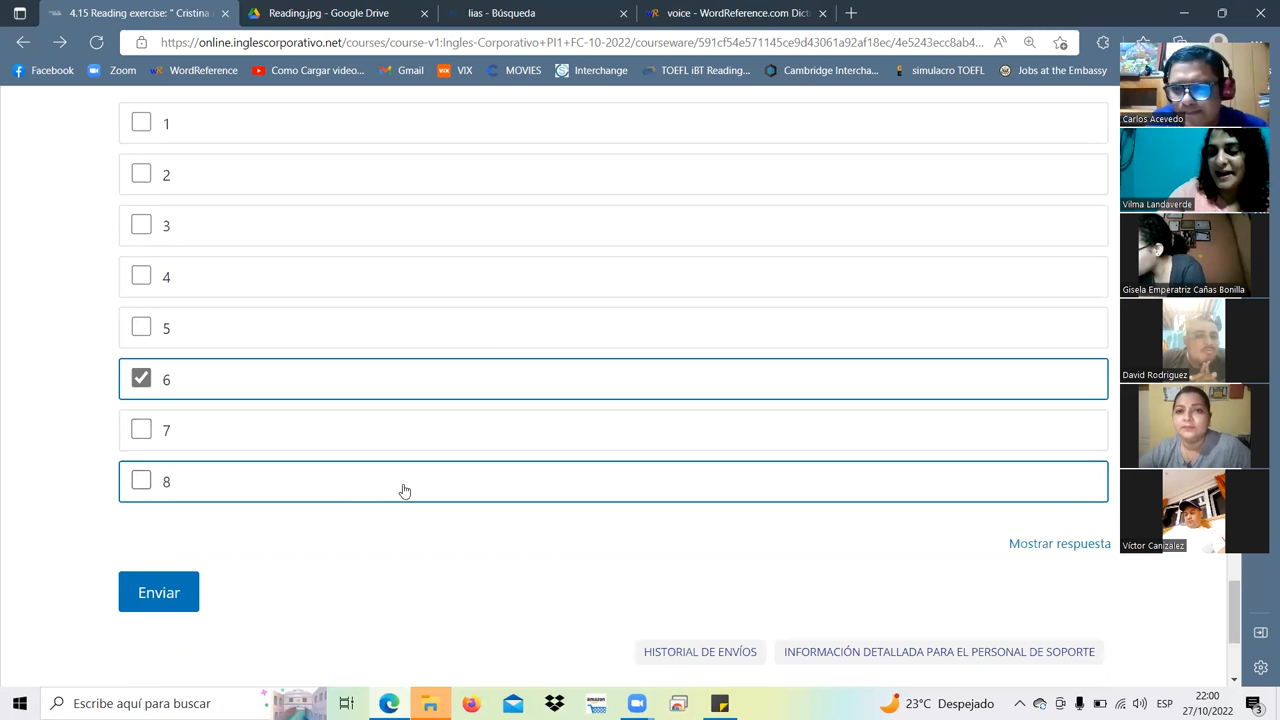 4.15 Reading exercise: " Cristina
Reading.jpg - Google Drive
lias - Búsqueda
voice - WordReference.com Dict
https://online.inglescorporativo.net/courses/course-v1:Ingles-Corporativo+PI1+FC-10-2022/courseware/591cf54e571145ce9d43061a92af18ec/4e5243ecc8ab4...
Facebook
Zoom
WordReference
Como Cargar video...
Gmail
VIX
MOVIES
Interchange
TOEFL iBT Reading...
Cambridge Intercha...
simulacro TOEFL
Jobs at the Embassy
1
2
3
4
5
6
7
8
Mostrar respuesta
Enviar
HISTORIAL DE ENVÍOS
INFORMACIÓN DETALLADA PARA EL PERSONAL DE SOPORTE
Carlos Acevedo
Vilma Landaverde
Gisela Emperatriz Cañas Bonilla
David Rodriguez
Víctor Canizalez
Escribe aquí para buscar
amazon
23°C Despejado
ESP
22:00
27/10/2022
3